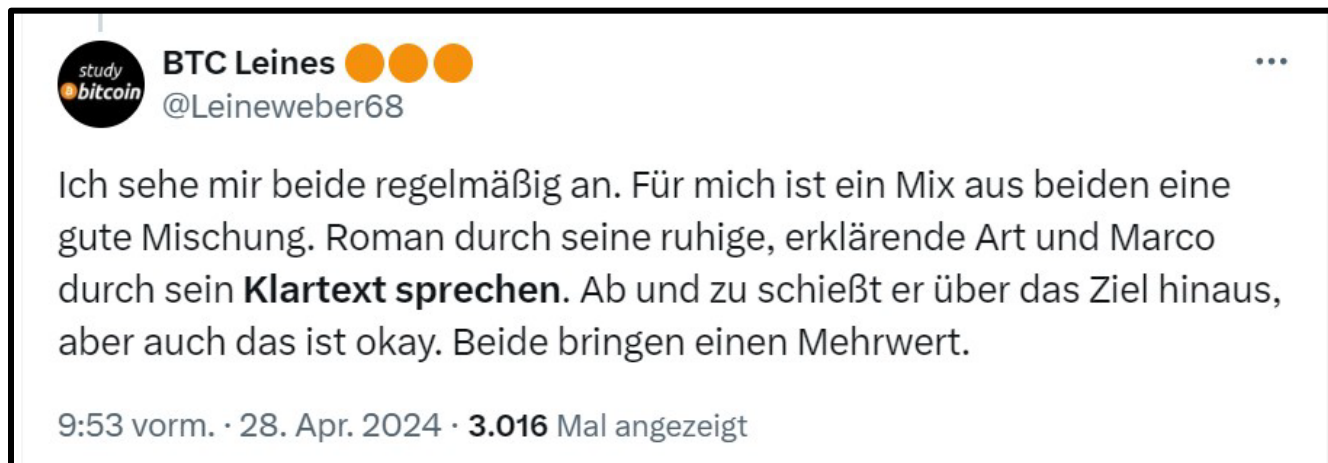 study
bitcoin
BTC Leines
@Leineweber68
Ich sehe mir beide regelmäßig an. Für mich ist ein Mix aus beiden eine
gute Mischung. Roman durch seine ruhige, erklärende Art und Marco
durch sein Klartext sprechen. Ab und zu schießt er über das Ziel hinaus,
aber auch das ist okay. Beide bringen einen Mehrwert.
9:53 vorm. · 28. Apr. 2024 · 3.016 Mal angezeigt